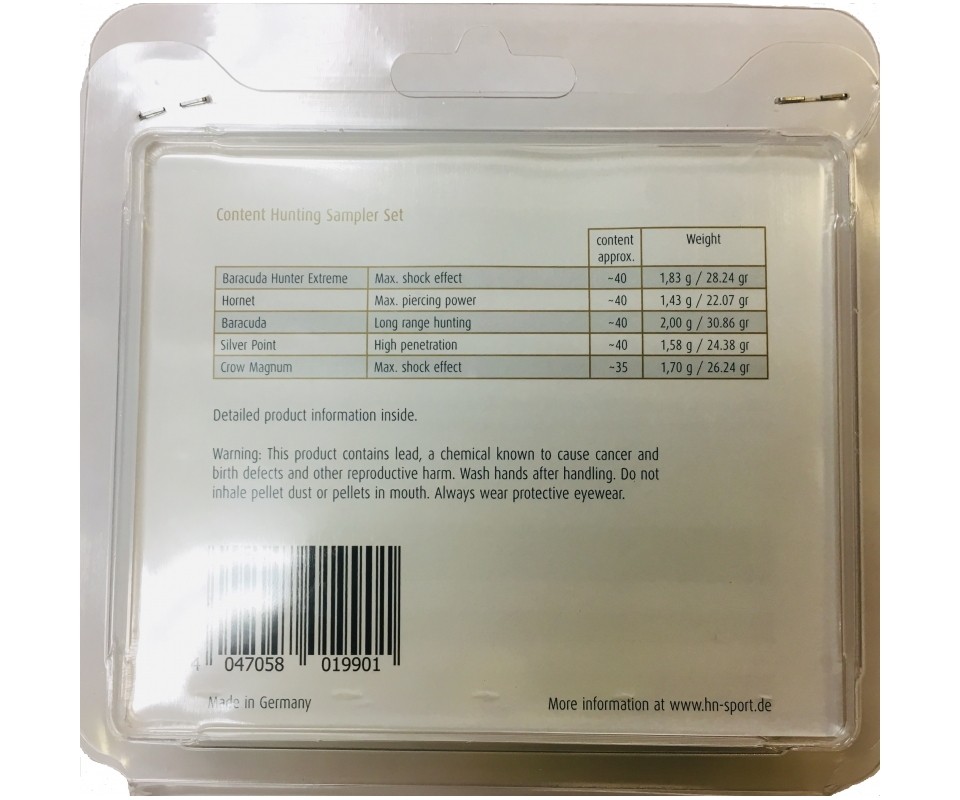 Content Hunting Sampler Set
content approx. Weight
Baracuda Hunter Extreme Max. shock effect ~40 1,83 g / 28.24 gr
Hornet Max. piercing power ~40 1,43 g / 22.07 gr
Baracuda Long range hunting ~40 2,00 g / 30.86 gr
Silver Point High penetration ~40 1,58 g / 24.38 gr
Crow Magnum Max. shock effect ~35 1,70 g / 26.24 gr
Detailed product information inside.
Warning: This product contains lead, a chemical known to cause cancer and
birth defects and other reproductive harm. Wash hands after handling. Do not
inhale pellet dust or pellets in mouth. Always wear protective eyewear.
4 047058 019901
Made in Germany
More information at www.hn-sport.de